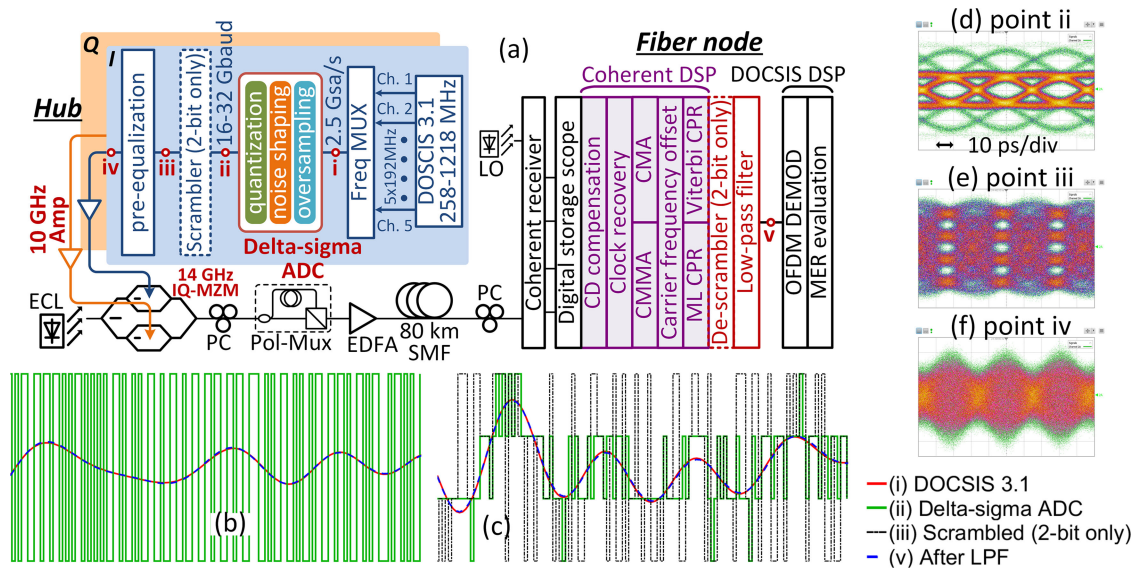 Q
I
(a)
Fiber node
Hub
pre-equalization
Scrambler (2-bit only)
16-32 Gbaud
quantization
noise shaping
oversampling
2.5 Gsa/s
Freq MUX
Ch. 1
Ch. 2
5x192MHz
Ch. 5
DOSCIS 3.1
258-1218 MHz
iv
iii
ii
i
Delta-sigma
ADC
10 GHz
Amp
14 GHz
IQ-MZM
ECL
PC
Pol-Mux
EDFA
80 km
SMF
PC
LO
Coherent DSP
DOCSIS DSP
Coherent receiver
Digital storage scope
CD compensation
Clock recovery
CMMA
CMA
Carrier frequency offset
ML CPR
Viterbi CPR
De-scrambler (2-bit only)
Low-pass filter
v
OFDM DEMOD
MER evaluation
(b)
(c)
(d) point ii
10 ps/div
(e) point iii
(f) point iv
(i) DOCSIS 3.1
(ii) Delta-sigma ADC
(iii) Scrambled (2-bit only)
(v) After LPF